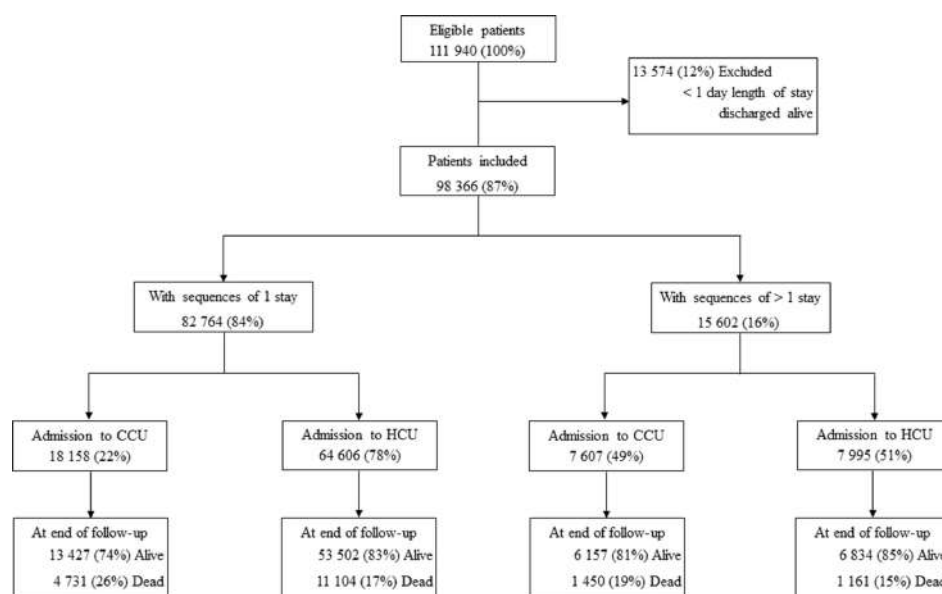 Eligible patients
111 940 (100%)
13 574 (12%) Excluded
< 1 day length of stay
discharged alive
Patients included
98 366 (87%)
With sequences of 1 stay
82 764 (84%)
With sequences of > 1 stay
15 602 (16%)
Admission to CCU
18 158 (22%)
Admission to HCU
64 606 (78%)
Admission to CCU
7 607 (49%)
Admission to HCU
7 995 (51%)
At end of follow-up
13 427 (74%) Alive
4 731 (26%) Dead
At end of follow-up
53 502 (83%) Alive
11 104 (17%) Dead
At end of follow-up
6 157 (81%) Alive
1 450 (19%) Dead
At end of follow-up
6 834 (85%) Alive
1 161 (15%) Dead